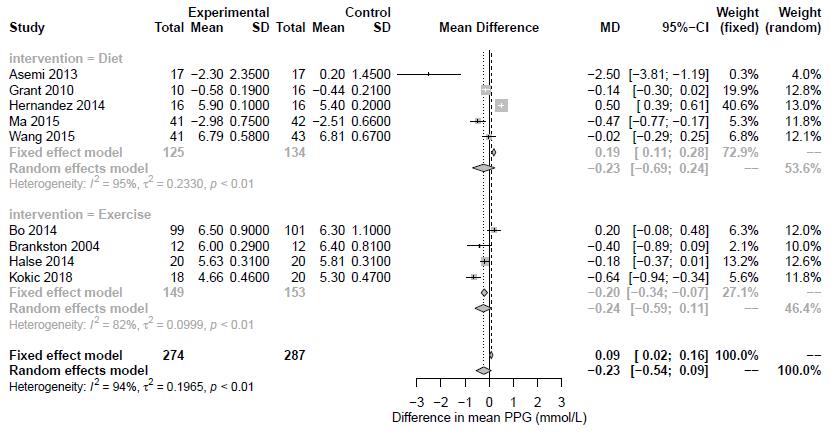 Experimental Control Weight Weight
Study Total Mean SD Total Mean SD Mean Difference MD 95%−CI (fixed) (random)
intervention = Diet
Asemi 2013 17 −2.30 2.3500 17 0.20 1.4500 −2.50 [−3.81; −1.19] 0.3% 4.0%
Grant 2010 10 −0.58 0.1900 16 −0.44 0.2100 −0.14 [−0.30; 0.02] 19.9% 12.8%
Hernandez 2014 16 5.90 0.1000 16 5.40 0.2000 0.50 [ 0.39; 0.61] 40.6% 13.0%
Ma 2015 41 −2.98 0.7500 42 −2.51 0.6600 −0.47 [−0.77; −0.17] 5.3% 11.8%
Wang 2015 41 6.79 0.5800 43 6.81 0.6700 −0.02 [−0.29; 0.25] 6.8% 12.1%
Fixed effect model 125 134 0.19 [ 0.11; 0.28] 72.9% −−
Random effects model −0.23 [−0.69; 0.24] −− 53.6%
Heterogeneity: I² = 95%, τ² = 0.2330, p < 0.01
intervention = Exercise
Bo 2014 99 6.50 0.9000 101 6.30 1.1000 0.20 [−0.08; 0.48] 6.3% 12.0%
Brankston 2004 12 6.00 0.2900 12 6.40 0.8100 −0.40 [−0.89; 0.09] 2.1% 10.0%
Halse 2014 20 5.63 0.3100 20 5.81 0.3100 −0.18 [−0.37; 0.01] 13.2% 12.6%
Kokic 2018 18 4.66 0.4600 20 5.30 0.4700 −0.64 [−0.94; −0.34] 5.6% 11.8%
Fixed effect model 149 153 −0.20 [−0.34; −0.07] 27.1% −−
Random effects model −0.24 [−0.59; 0.11] −− 46.4%
Heterogeneity: I² = 82%, τ² = 0.0999, p < 0.01
Fixed effect model 274 287 0.09 [ 0.02; 0.16] 100.0% −−
Random effects model −0.23 [−0.54; 0.09] −− 100.0%
Heterogeneity: I² = 94%, τ² = 0.1965, p < 0.01
−3 −2 −1 0 1 2 3
Difference in mean PPG (mmol/L)